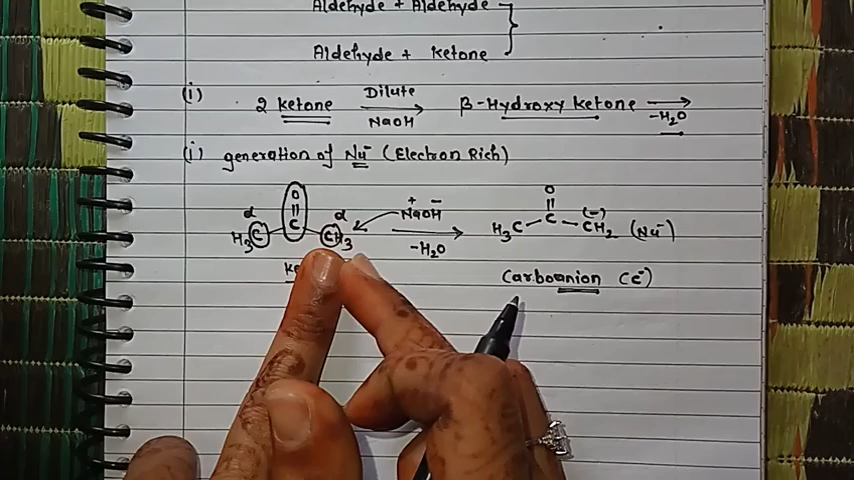 Aldehyde + Aldehyde
Aldehyde + Ketone
(i) 2 Ketone Dilute NaOH → β-Hydroxy Ketone → -H2O
(i) generation of Nu⁻ (Electron Rich)
O O
α || α + NaOH⁻ ||
H3C C CH3 → -H2O H3C - C - CH2 (-) (Nu⁻)
Carboanion (c⁻)